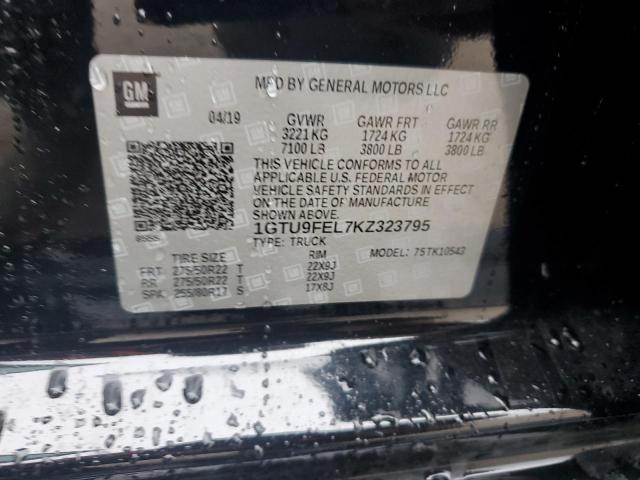 GM
MFD BY GENERAL MOTORS LLC
04/19 GVWR GAWR FRT GAWR RR
3221 KG 1724 KG 1724 KG
7100 LB 3800 LB 3800 LB
THIS VEHICLE CONFORMS TO ALL
APPLICABLE U.S. FEDERAL MOTOR
VEHICLE SAFETY STANDARDS IN EFFECT
ON THE DATE OF MANUFACTURE
SHOWN ABOVE.
1GTU9FEL7KZ323795
TYPE: TRUCK MODEL: 75TK10543
TIRE SIZE RIM
FRT 275/50R22 T 22X9J
RR 275/50R22 T 22X9J
SPA 255/80R17 S 17X8J